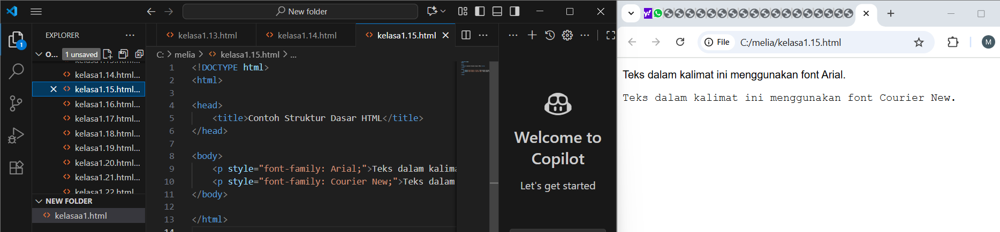 New folder
EXPLORER
O... 1 unsaved
kelasa1.14.html...
kelasa1.15.html...
kelasa1.16.html...
kelasa1.17.html...
kelasa1.18.html...
kelasa1.19.html...
kelasa1.20.html...
kelasa1.21.html...
kelasa1.22.html...
NEW FOLDER
kelasaa1.html
1
kelasa1.13.html
kelasa1.14.html
kelasa1.15.html
C: > melia > kelasa1.15.html > ...
1 <!DOCTYPE html>
2 <html>
3
4 <head>
5 <title>Contoh Struktur Dasar HTML</title>
6 </head>
7
8 <body>
9 <p style="font-family: Arial;">Teks dalam kalima
10 <p style="font-family: Courier New;">Teks dalam
11 </body>
12
13 </html>
14
Welcome to
Copilot
Let's get started
y!
File C:/melia/kelasa1.15.html
M
Teks dalam kalimat ini menggunakan font Arial.
Teks dalam kalimat ini menggunakan font Courier New.